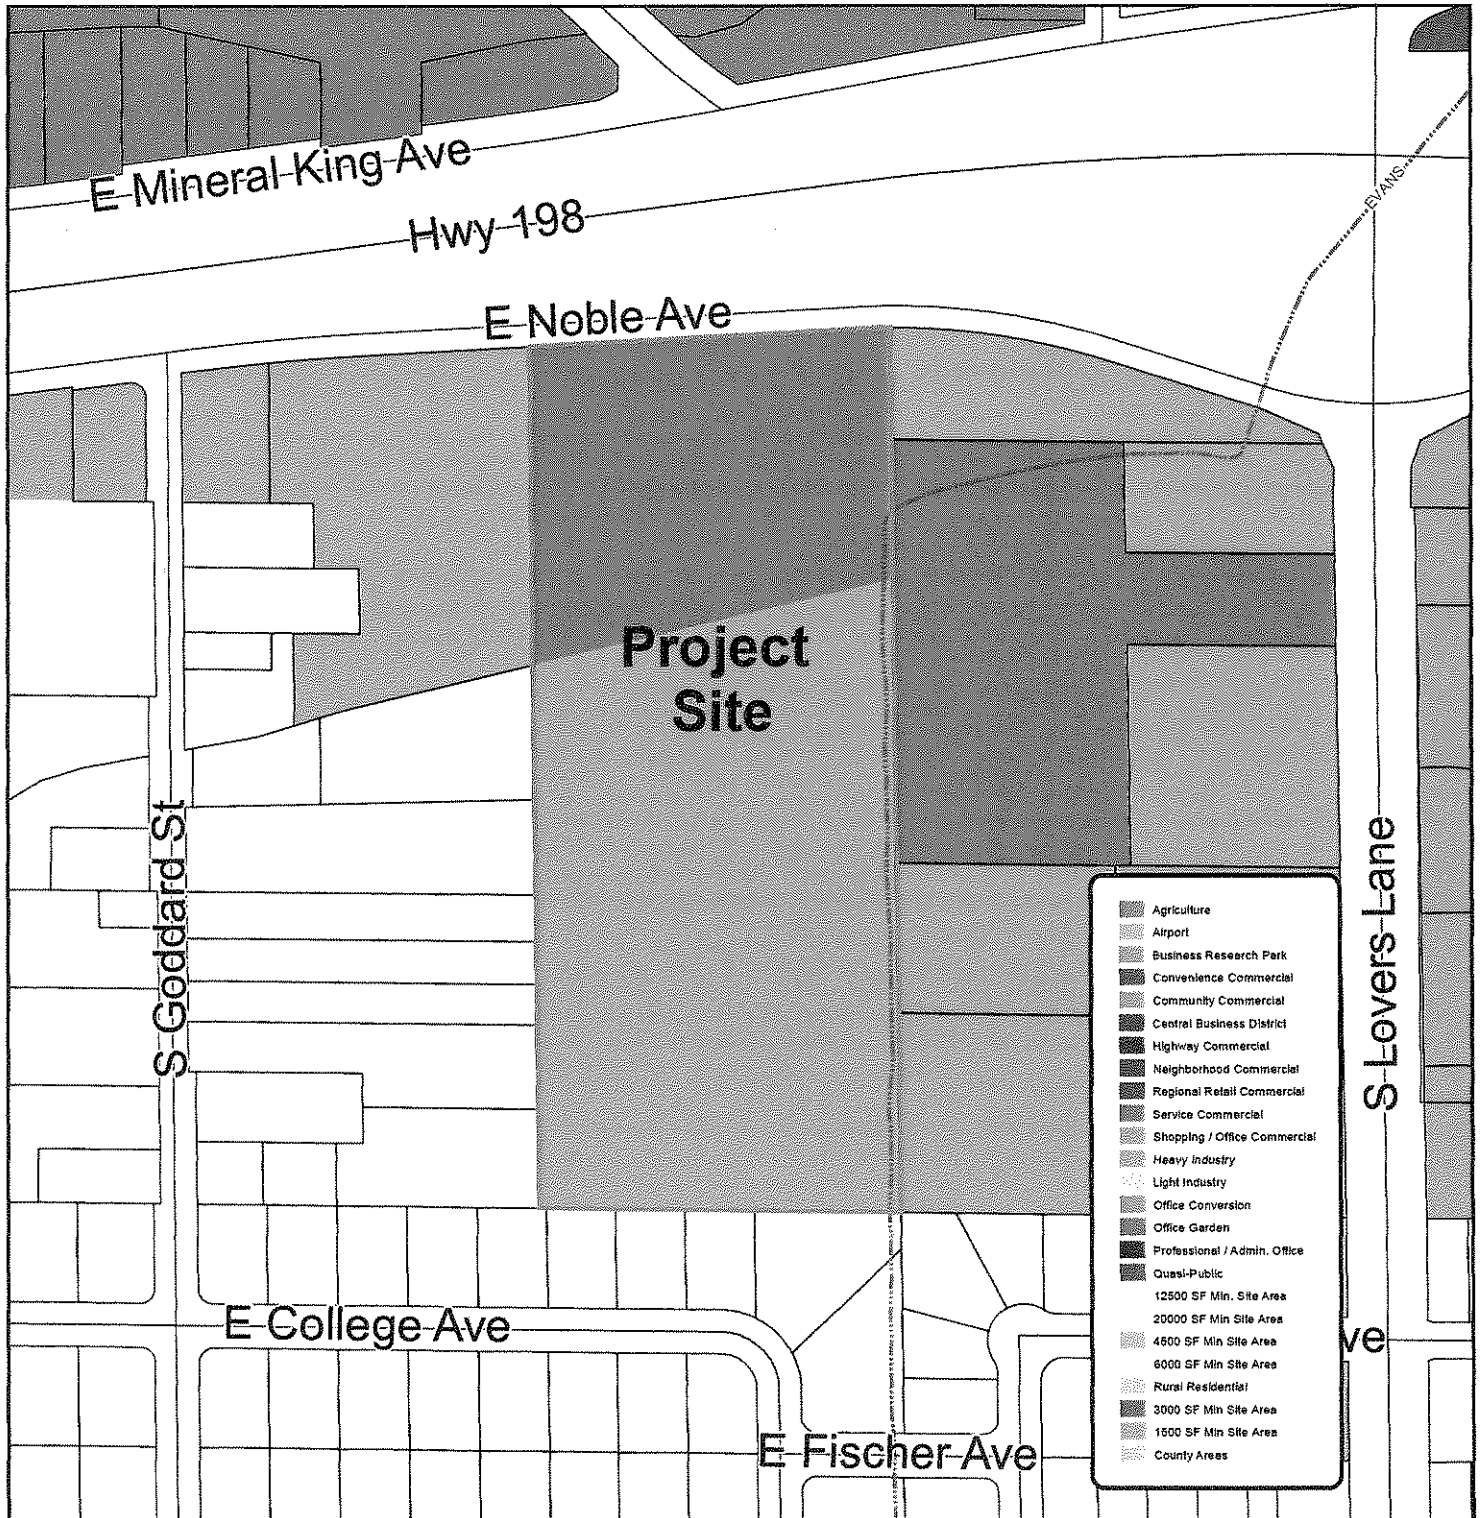 E Mineral King Ave
Hwy 198
EVANS
E Noble Ave
Project
Site
S Goddard St
S Lovers Lane
Agriculture
Airport
Business Research Park
Convenience Commercial
Community Commercial
Central Business District
Highway Commercial
Neighborhood Commercial
Regional Retail Commercial
Service Commercial
Shopping / Office Commercial
Heavy Industry
Light Industry
Office Conversion
Office Garden
Professional / Admin. Office
Quasi-Public
12500 SF Min. Site Area
20000 SF Min Site Area
4500 SF Min Site Area
6000 SF Min Site Area
Rural Residential
3000 SF Min Site Area
1500 SF Min Site Area
County Areas
E College Ave
ve
E Fischer Ave